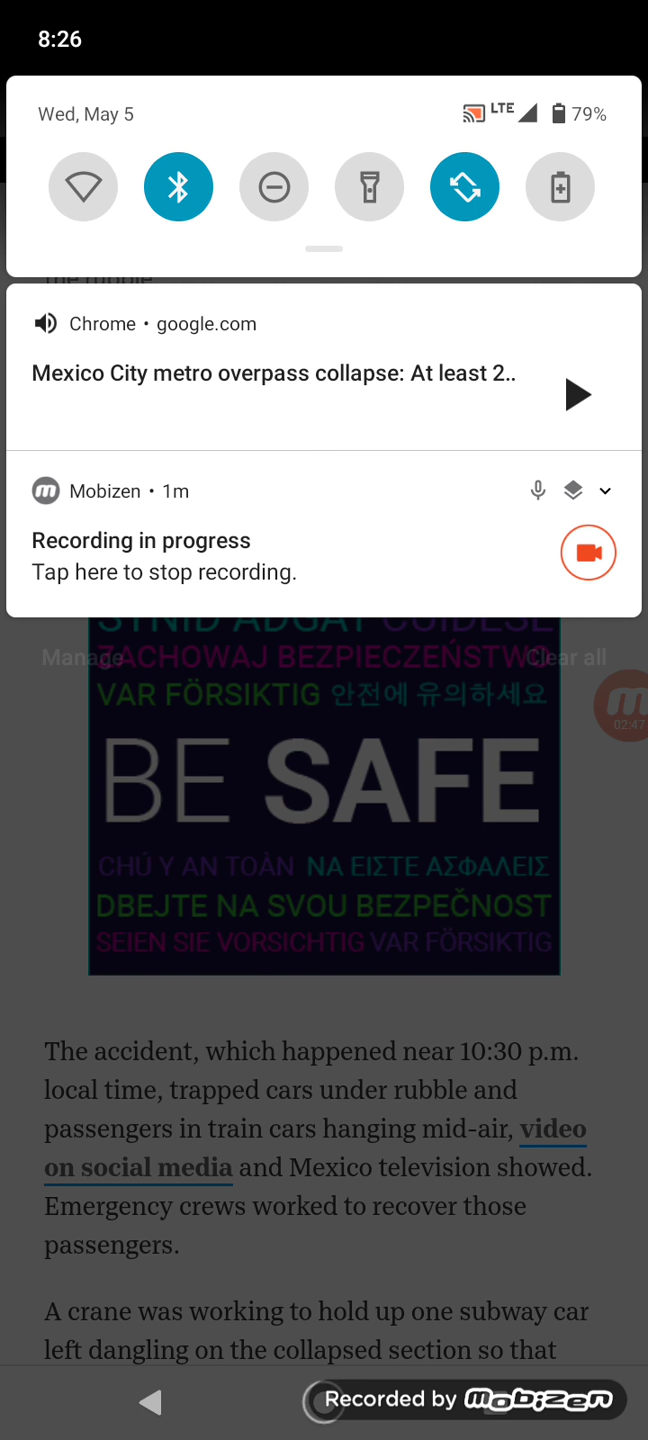 8:26
Wed, May 5
LTE 79%
Chrome • google.com
Mexico City metro overpass collapse: At least 2..
Mobizen • 1m
Recording in progress
Tap here to stop recording.
Manage
Clear all
ZACHOWAJ BEZPIECZEŃSTWO
VAR FÖRSIKTIG 안전에 유의하세요
02:47
BE SAFE
CHÚ Ý AN TOÀN ΝΑ ΕΙΣΤΕ ΑΣΦΑΛΕΙΣ
DBEJTE NA SVOU BEZPEČNOST
SEIEN SIE VORSICHTIG VAR FÖRSIKTIG
The accident, which happened near 10:30 p.m.
local time, trapped cars under rubble and
passengers in train cars hanging mid-air, video
on social media and Mexico television showed.
Emergency crews worked to recover those
passengers.
A crane was working to hold up one subway car
left dangling on the collapsed section so that
Recorded by mobizen